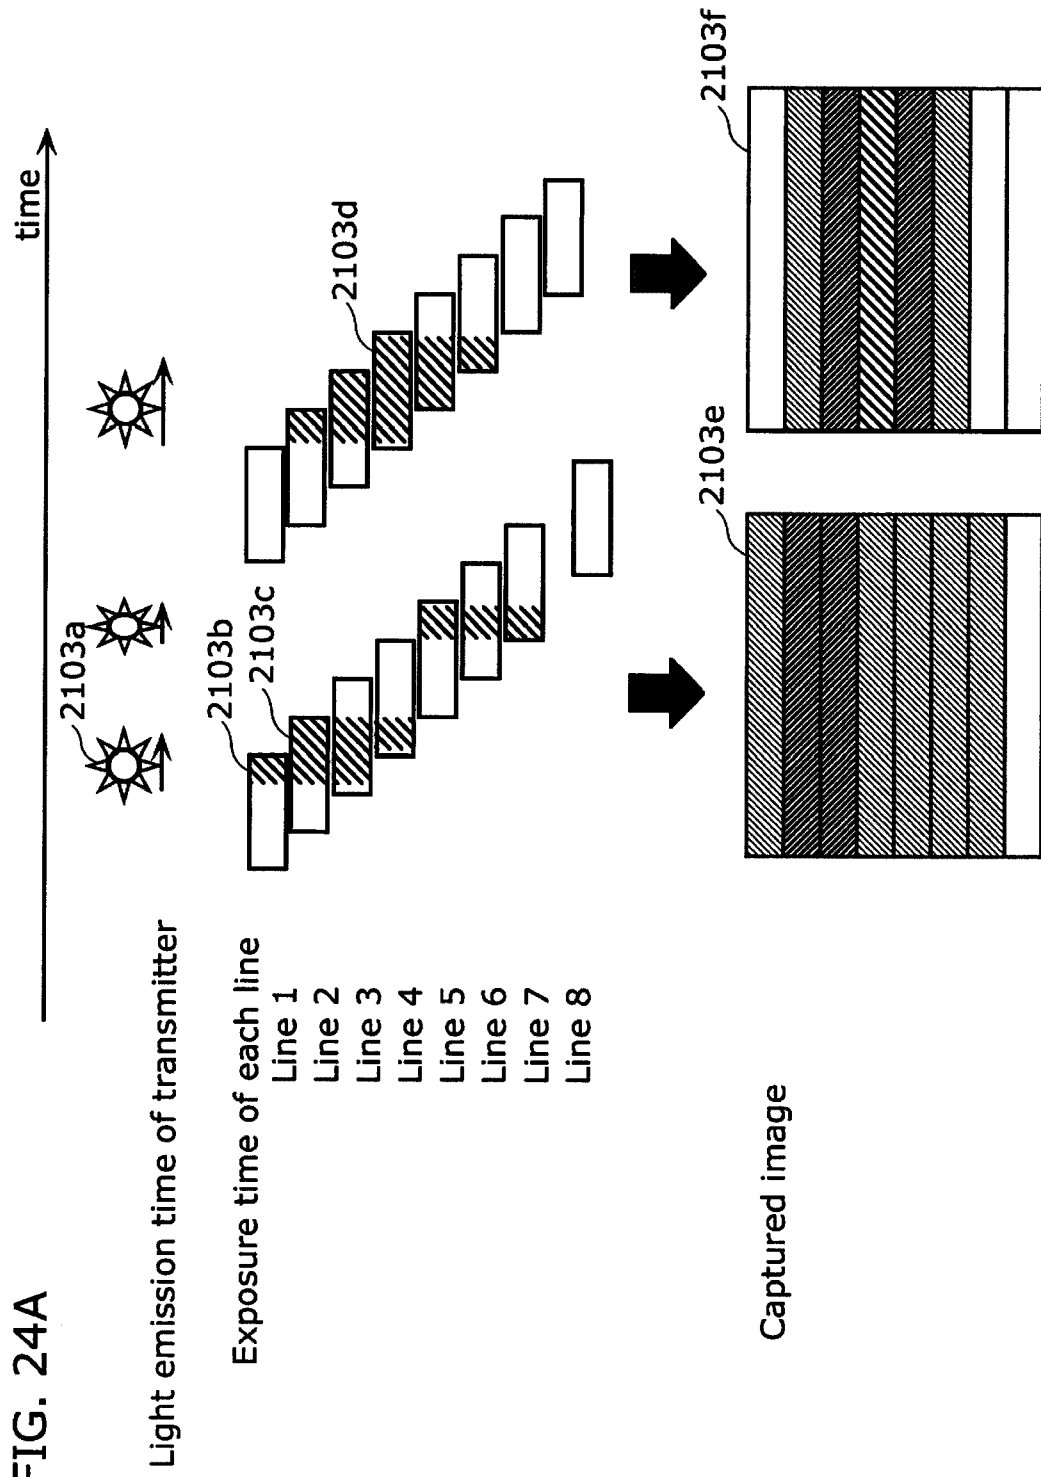 FIG. 24A
time
Light emission time of transmitter
2103a
Exposure time of each line
Line 1
Line 2
Line 3
Line 4
Line 5
Line 6
Line 7
Line 8
2103b
2103c
2103d
Captured image
2103e
2103f